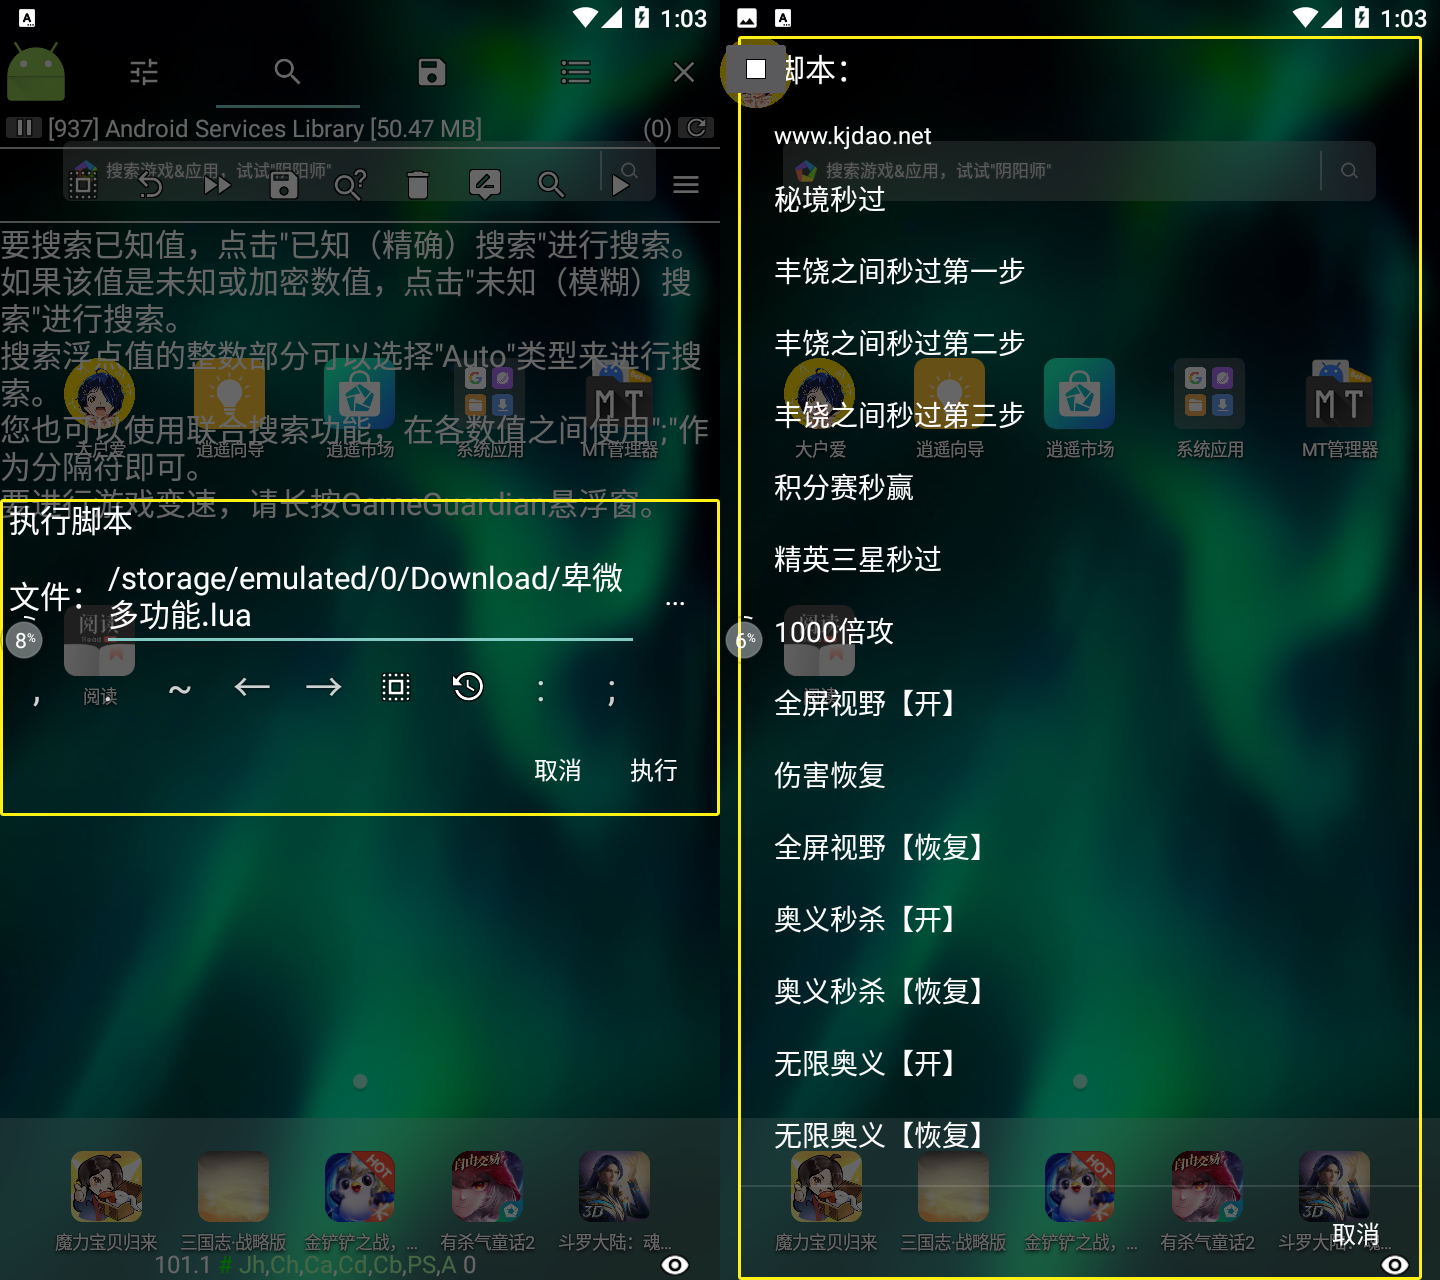 1:03
[937] Android Services Library [50.47 MB]
(0)
搜索游戏&应用，试试"阴阳师"
要搜索已知值，点击"已知（精确）搜索"进行搜索。
如果该值是未知或加密数值，点击"未知（模糊）搜
索"进行搜索。
搜索浮点值的整数部分可以选择"Auto"类型来进行搜
索。
您也可以使用联合搜索功能，在各数值之间使用";"作
为分隔符即可。
要进行游戏变速，请长按GameGuardian悬浮窗。
大户爱
逍遥向导
逍遥市场
系统应用
MT
MT管理器
执行脚本
文件：
/storage/emulated/0/Download/卑微
多功能.lua
...
8%
阅读
Read
阅读
, . ~ ← → : ;
取消
执行
HOT
自由交易!
3D
魔力宝贝归来
三国志·战略版
金铲铲之战，...
有杀气童话2
斗罗大陆：魂...
101.1 # Jh,Ch,Ca,Cd,Cb,PS,A 0
1:03
脚本：
www.kjdao.net
搜索游戏&应用，试试"阴阳师"
秘境秒过
丰饶之间秒过第一步
丰饶之间秒过第二步
丰饶之间秒过第三步
大户爱
逍遥向导
逍遥市场
系统应用
MT
MT管理器
积分赛秒赢
精英三星秒过
1000倍攻
6%
阅读
全屏视野【开】
伤害恢复
全屏视野【恢复】
奥义秒杀【开】
奥义秒杀【恢复】
无限奥义【开】
无限奥义【恢复】
HOT
自由交易!
3D
取消
魔力宝贝归来
三国志·战略版
金铲铲之战，...
有杀气童话2
斗罗大陆：魂...